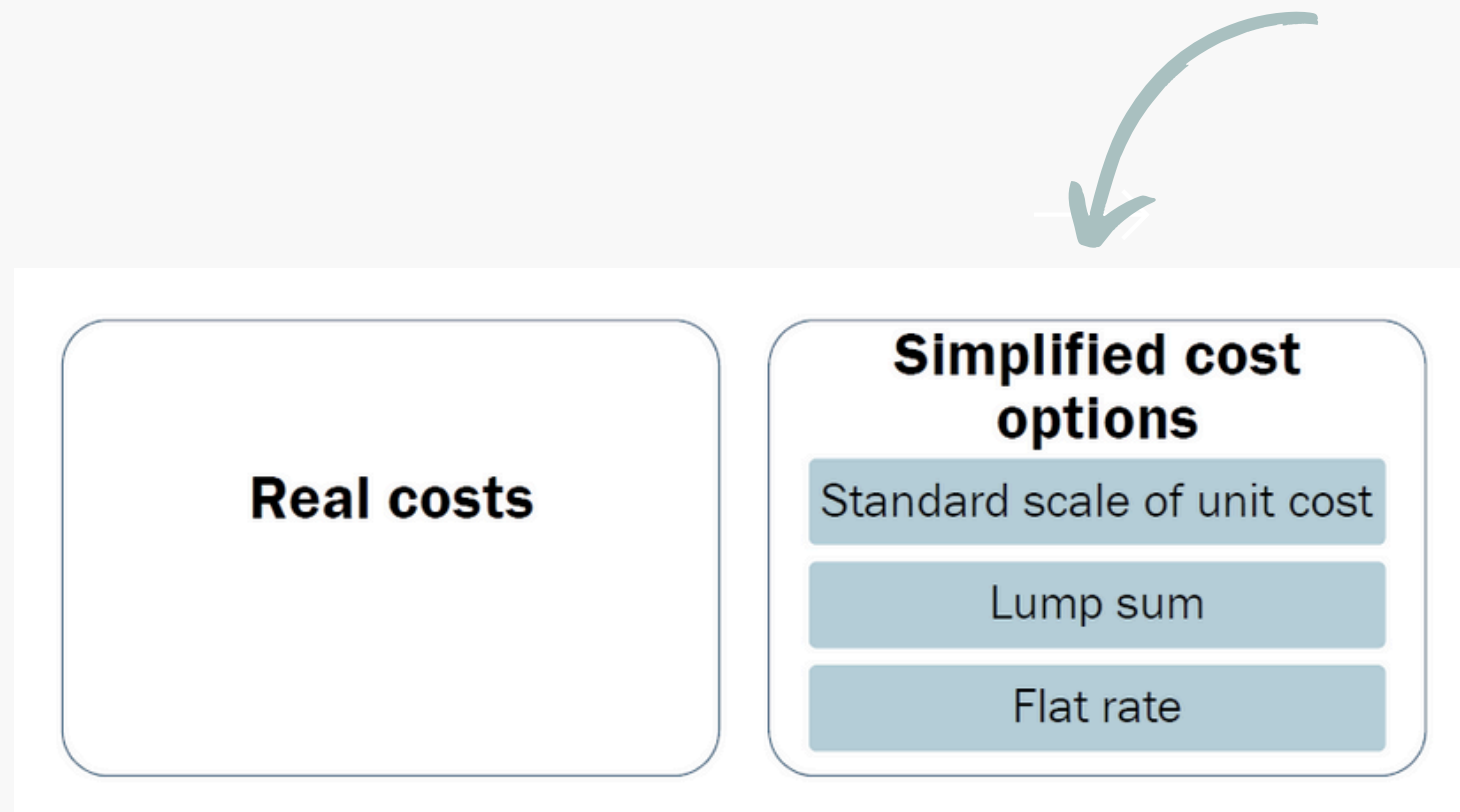 Real costs
Simplified cost
options
Standard scale of unit cost
Lump sum
Flat rate